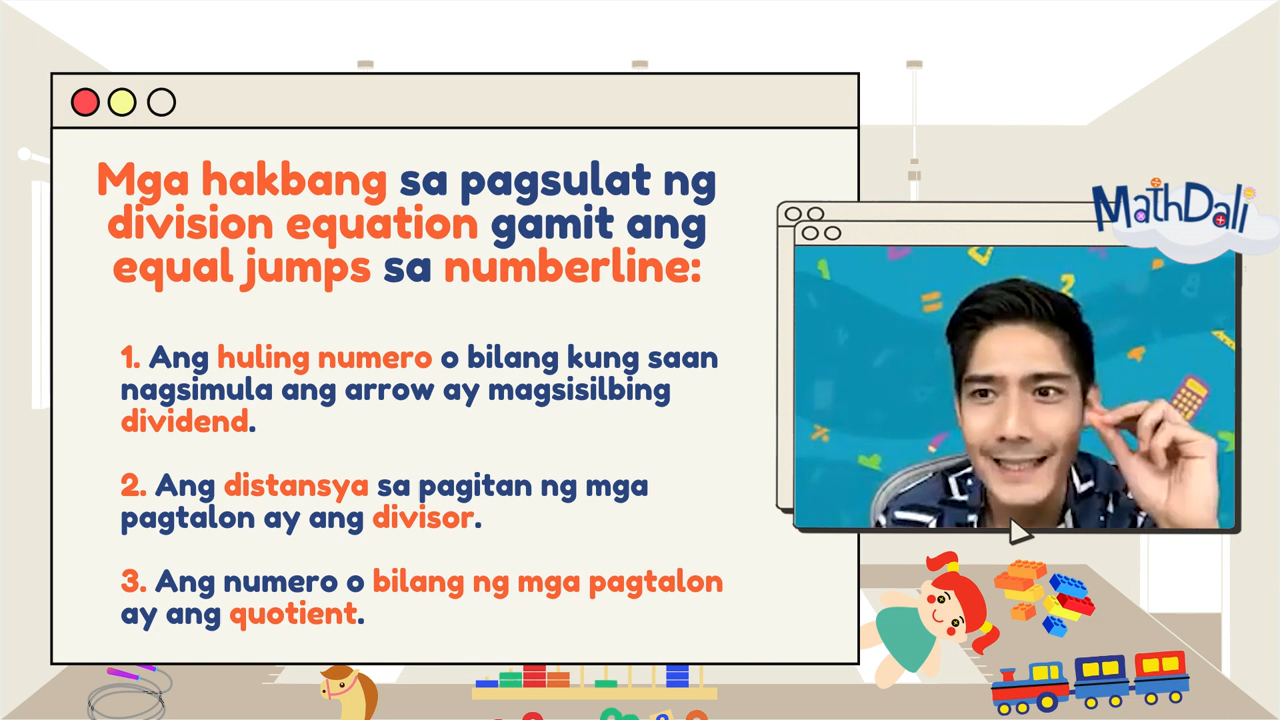 Mga hakbang sa pagsulat ng
division equation gamit ang
equal jumps sa numberline:
1. Ang huling numero o bilang kung saan
nagsimula ang arrow ay magsisilbing
dividend.
2. Ang distansya sa pagitan ng mga
pagtalon ay ang divisor.
3. Ang numero o bilang ng mga pagtalon
ay ang quotient.
MathDali
2